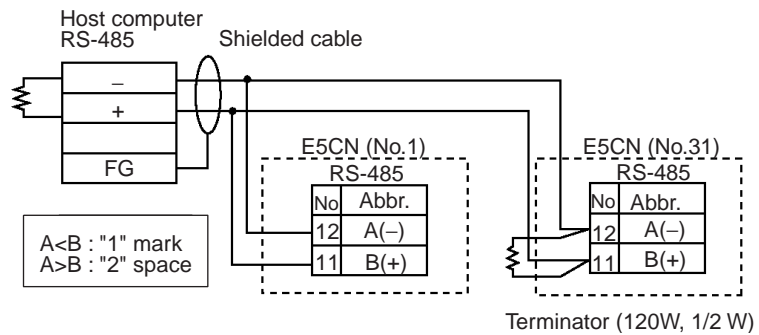 Host computer
RS-485
Shielded cable
−
+
FG
E5CN (No.1)
RS-485
No Abbr.
12 A(−)
11 B(+)
E5CN (No.31)
RS-485
No Abbr.
12 A(−)
11 B(+)
A<B : "1" mark
A>B : "2" space
Terminator (120W, 1/2 W)